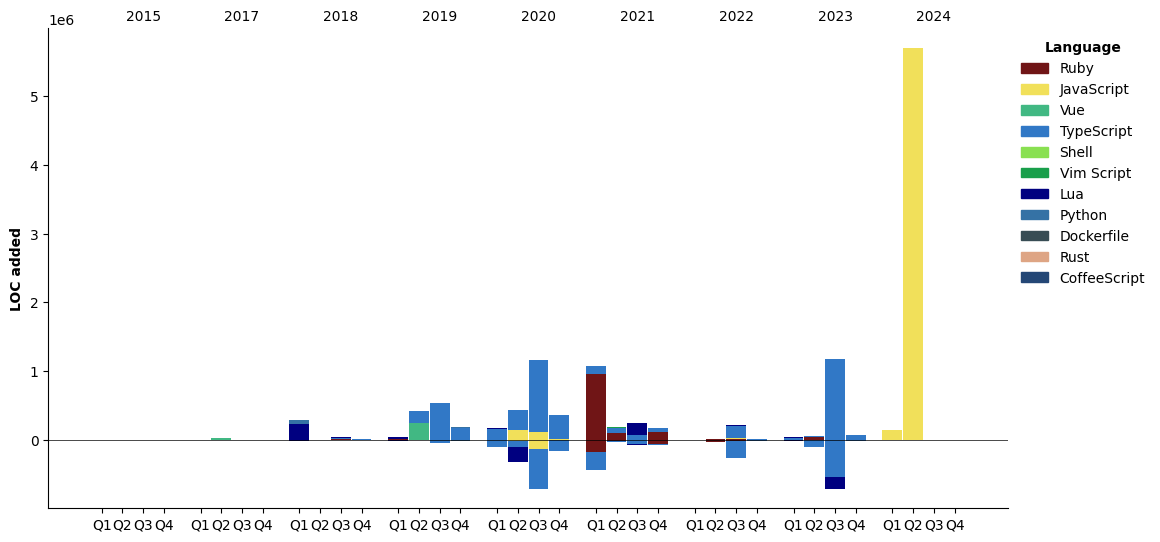 1e6
2015 2017 2018 2019 2020 2021 2022 2023 2024
LOC added
5
4
3
2
1
0
Q1 Q2 Q3 Q4 Q1 Q2 Q3 Q4 Q1 Q2 Q3 Q4 Q1 Q2 Q3 Q4 Q1 Q2 Q3 Q4 Q1 Q2 Q3 Q4 Q1 Q2 Q3 Q4 Q1 Q2 Q3 Q4 Q1 Q2 Q3 Q4
Language
Ruby
JavaScript
Vue
TypeScript
Shell
Vim Script
Lua
Python
Dockerfile
Rust
CoffeeScript